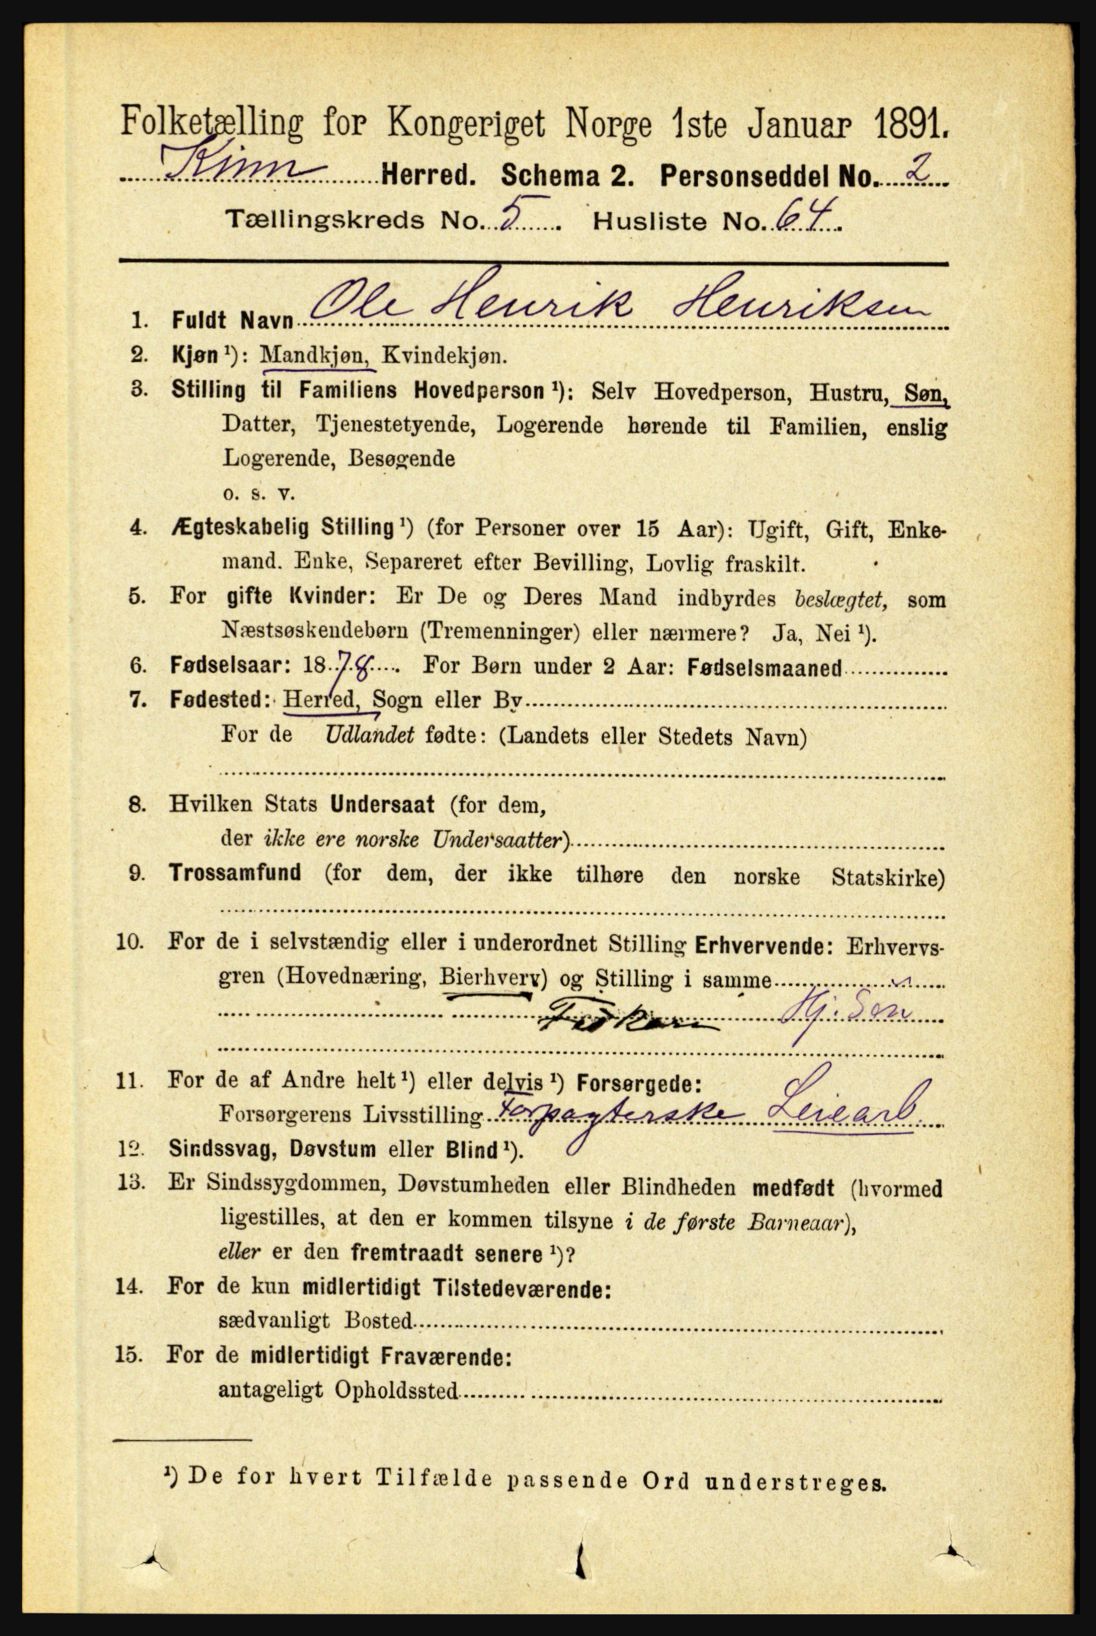 Folketælling for Kongeriget Norge 1ste Januar 1891.
Kinn Herred. Schema 2. Personseddel No. 2
Tællingskreds No. 5. Husliste No. 64.
1. Fuldt Navn Ole Henrik Henriksen
2. Kjøn ¹): Mandkjøn, Kvindekjøn.
3. Stilling til Familiens Hovedperson ¹): Selv Hovedperson, Hustru, Søn,
Datter, Tjenestetyende, Logerende hørende til Familien, enslig
Logerende, Besøgende
o. s. v.
4. Ægteskabelig Stilling ¹) (for Personer over 15 Aar): Ugift, Gift, Enke-
mand. Enke, Separeret efter Bevilling, Lovlig fraskilt.
5. For gifte Kvinder: Er De og Deres Mand indbyrdes beslægtet, som
Næstsøskendebørn (Tremenninger) eller nærmere? Ja, Nei ¹).
6. Fødselsaar: 1878. For Børn under 2 Aar: Fødselsmaaned
7. Fødested: Herred, Sogn eller By
For de Udlandet fødte: (Landets eller Stedets Navn)
8. Hvilken Stats Undersaat (for dem,
der ikke ere norske Undersaatter)
9. Trossamfund (for dem, der ikke tilhøre den norske Statskirke)
10. For de i selvstændig eller i underordnet Stilling Erhvervende: Erhvervs-
gren (Hovednæring, Bierhverv) og Stilling i samme
Fisker Hj. Søn
11. For de af Andre helt ¹) eller delvis ¹) Forsørgede:
Forsørgerens Livsstilling Forpagterske Leiearb.
12. Sindssvag, Døvstum eller Blind ¹).
13. Er Sindssygdommen, Døvstumheden eller Blindheden medfødt (hvormed
ligestilles, at den er kommen tilsyne i de første Barneaar),
eller er den fremtraadt senere ¹)?
14. For de kun midlertidigt Tilstedeværende:
sædvanligt Bosted
15. For de midlertidigt Fraværende:
antageligt Opholdssted
¹) De for hvert Tilfælde passende Ord understreges.